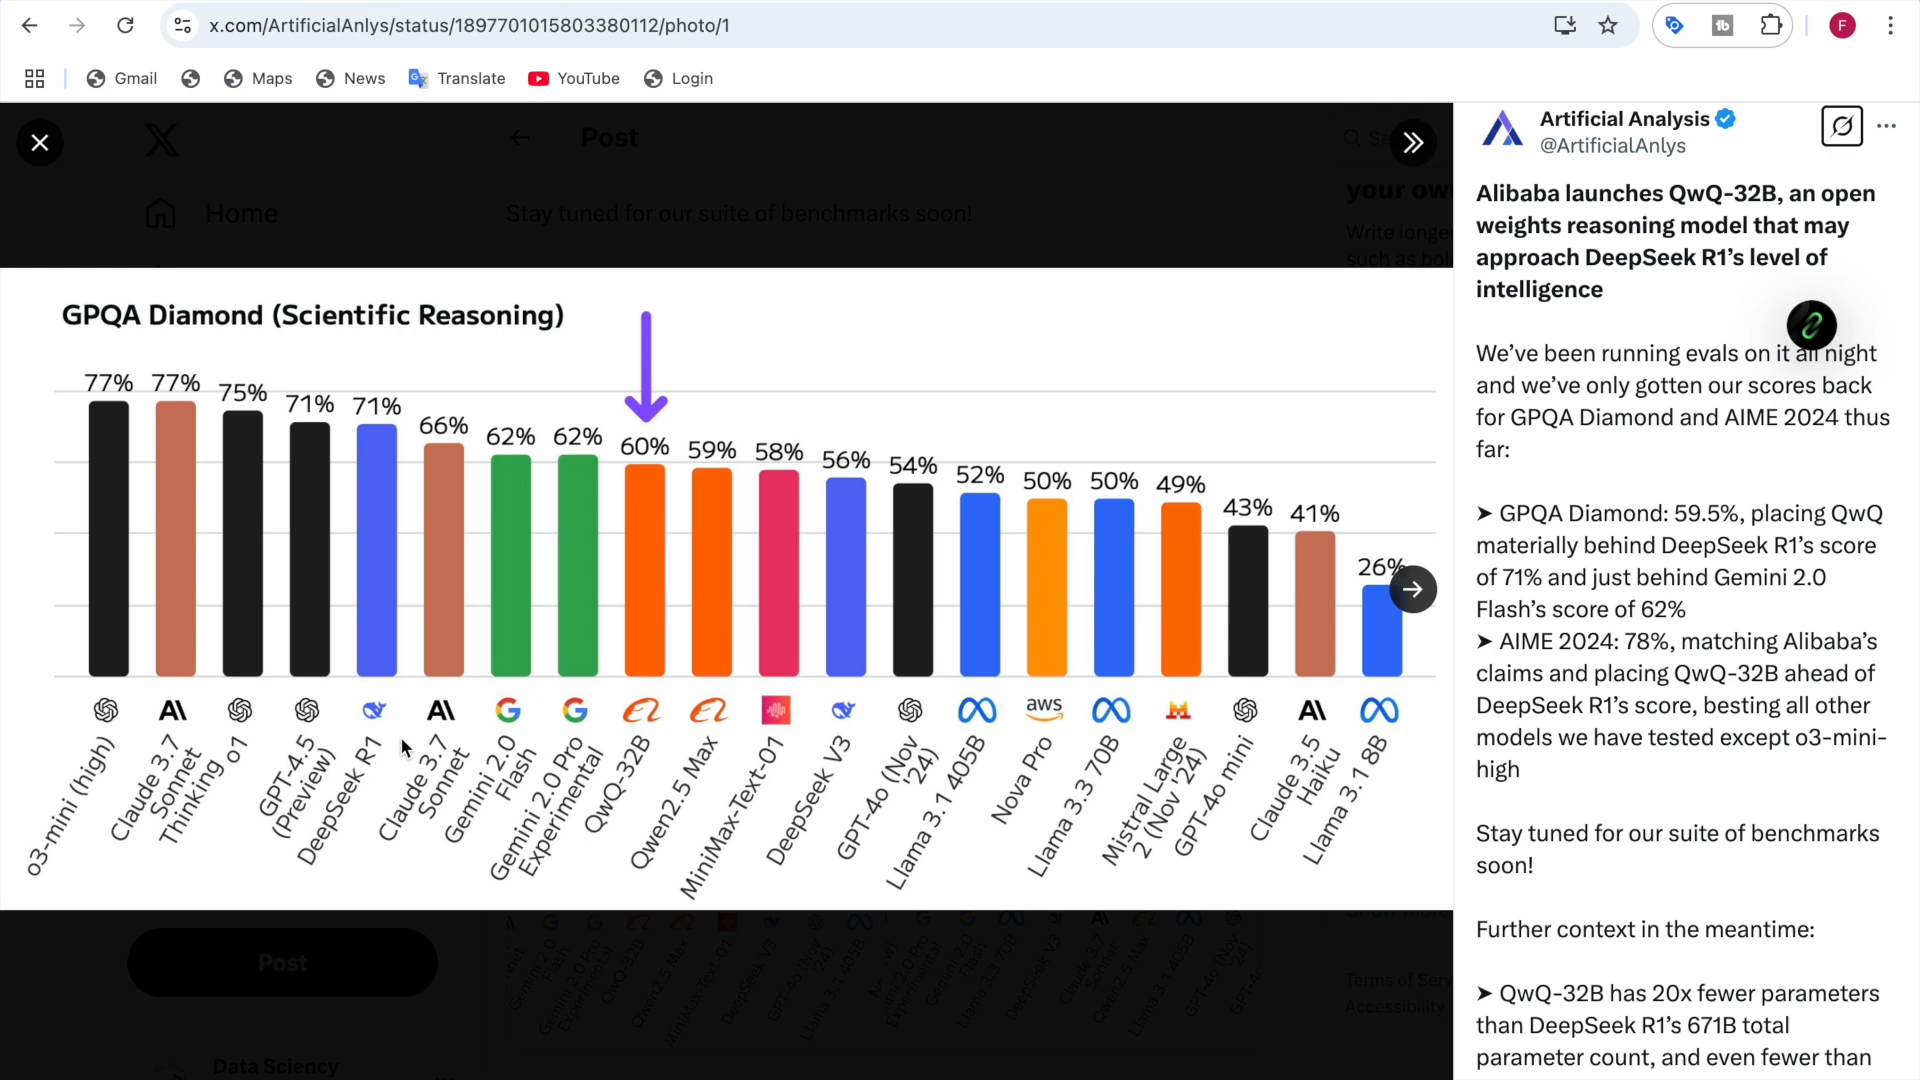 x.com/ArtificialAnlys/status/1897701015803380112/photo/1
F
Gmail
Maps
News
Translate
YouTube
Login
Post
Home
Stay tuned for our suite of benchmarks soon!
your own
Write longer
such as
GPQA Diamond (Scientific Reasoning)
77% 77% 75% 71% 71% 66% 62% 62% 60% 59% 58% 56% 54% 52% 50% 50% 49% 43% 41% 26%
aws
o3-mini (high)
Claude 3.7 Sonnet Thinking
o1
GPT-4.5 (Preview)
DeepSeek R1
Claude 3.7 Sonnet
Gemini 2.0 Flash
Gemini 2.0 Pro Experimental
QwQ-32B
Qwen2.5 Max
MiniMax-Text-01
DeepSeek V3
GPT-4o (Nov '24)
Llama 3.1 405B
Nova Pro
Llama 3.3 70B
Mistral Large 2 (Nov '24)
GPT-4o mini
Claude 3.5 Haiku
Llama 3.1 8B
Post
Data Sciency
Terms of Serv
Accessibility
Artificial Analysis
@ArtificialAnlys
Alibaba launches QwQ-32B, an open
weights reasoning model that may
approach DeepSeek R1’s level of
intelligence
We’ve been running evals on it all night
and we’ve only gotten our scores back
for GPQA Diamond and AIME 2024 thus
far:
➤ GPQA Diamond: 59.5%, placing QwQ
materially behind DeepSeek R1’s score
of 71% and just behind Gemini 2.0
Flash’s score of 62%
➤ AIME 2024: 78%, matching Alibaba’s
claims and placing QwQ-32B ahead of
DeepSeek R1’s score, besting all other
models we have tested except o3-mini-
high
Stay tuned for our suite of benchmarks
soon!
Further context in the meantime:
➤ QwQ-32B has 20x fewer parameters
than DeepSeek R1’s 671B total
parameter count, and even fewer than